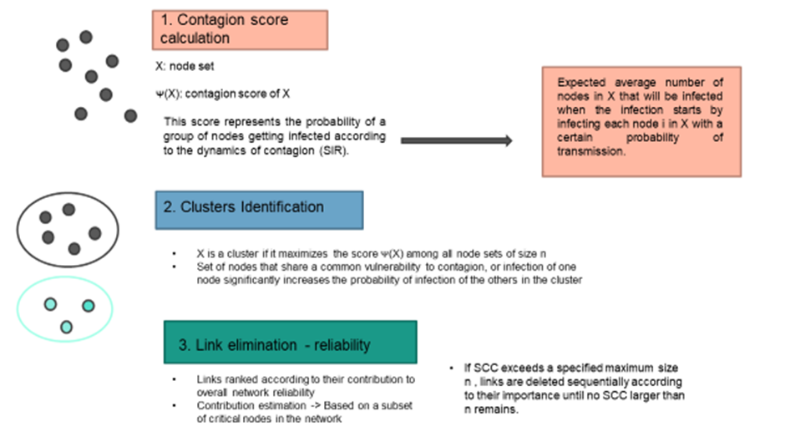 1. Contagion score
calculation
X: node set
Ψ(X): contagion score of X
This score represents the probability of a
group of nodes getting infected according
to the dynamics of contagion (SIR).
Expected average number of
nodes in X that will be infected
when the infection starts by
infecting each node i in X with a
certain probability of
transmission.
2. Clusters Identification
• X is a cluster if it maximizes the score Ψ(X) among all node sets of size n
• Set of nodes that share a common vulnerability to contagion, or infection of one
node significantly increases the probability of infection of the others in the cluster
3. Link elimination - reliability
• Links ranked according to their contribution to
overall network reliability
• Contribution estimation -> Based on a subset
of critical nodes in the network
• If SCC exceeds a specified maximum size
n , links are deleted sequentially according
to their importance until no SCC larger than
n remains.